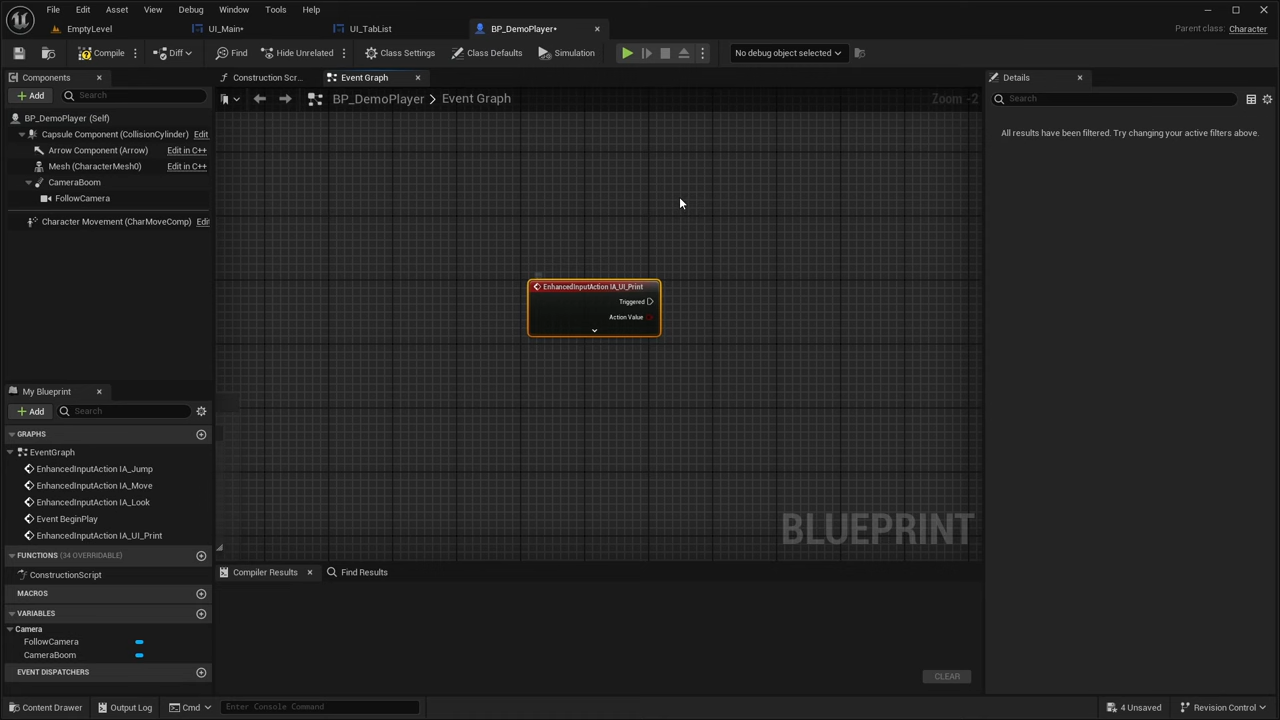 File Edit Asset View Debug Window Tools Help
EmptyLevel UI_Main* UI_TabList BP_DemoPlayer* Parent class: Character
Compile Diff Find Hide Unrelated Class Settings Class Defaults Simulation No debug object selected
Components Construction Scr... Event Graph Details
Add Search BP_DemoPlayer > Event Graph Zoom -2 Search
BP_DemoPlayer (Self) All results have been filtered. Try changing your active filters above.
Capsule Component (CollisionCylinder) Edit
Arrow Component (Arrow) Edit in C++
Mesh (CharacterMesh0) Edit in C++
CameraBoom
FollowCamera
Character Movement (CharMoveComp) Edi
EnhancedInputAction IA_UI_Print
Triggered
Action Value
My Blueprint
Add Search
GRAPHS
EventGraph
EnhancedInputAction IA_Jump
EnhancedInputAction IA_Move
EnhancedInputAction IA_Look
Event BeginPlay
EnhancedInputAction IA_UI_Print
BLUEPRINT
FUNCTIONS (34 OVERRIDABLE)
ConstructionScript
Compiler Results Find Results
MACROS
VARIABLES
Camera
FollowCamera
CameraBoom
EVENT DISPATCHERS
CLEAR
Content Drawer Output Log Cmd Enter Console Command 4 Unsaved Revision Control